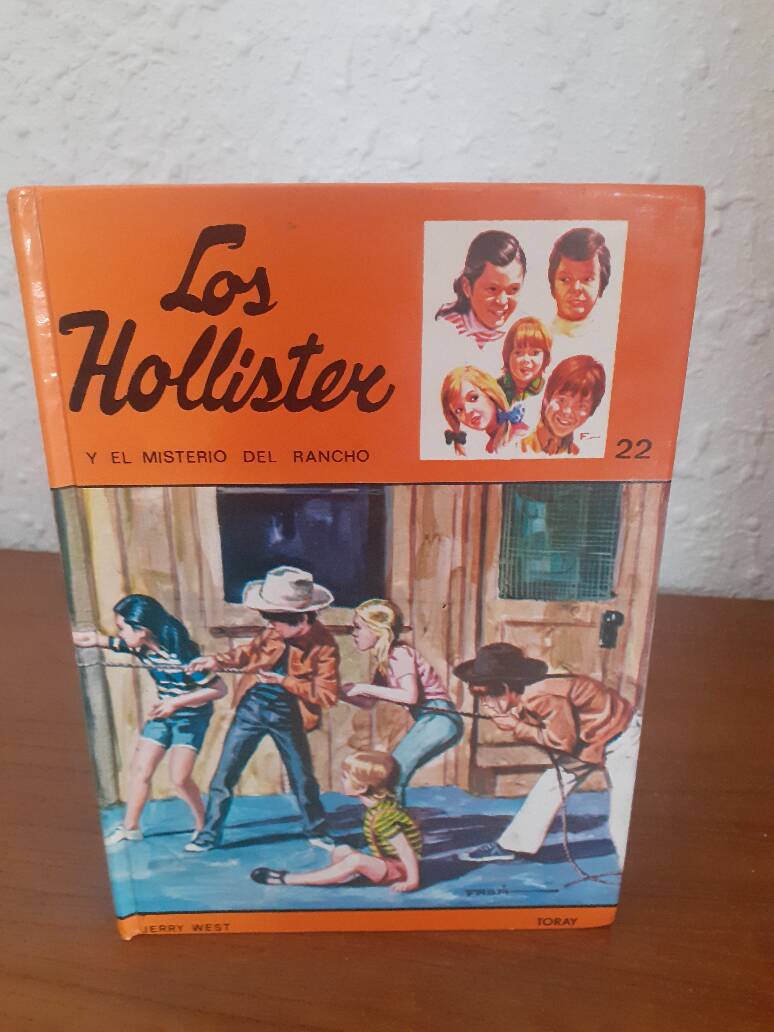 Los
Hollister
Y EL MISTERIO DEL RANCHO
22
JERRY WEST
TORAY